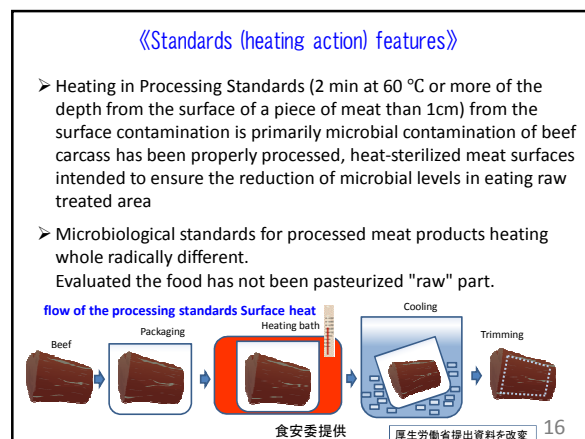 《Standards (heating action) features》
➢ Heating in Processing Standards (2 min at 60 ℃ or more of the
depth from the surface of a piece of meat than 1cm) from the
surface contamination is primarily microbial contamination of beef
carcass has been properly processed, heat-sterilized meat surfaces
intended to ensure the reduction of microbial levels in eating raw
treated area
➢ Microbiological standards for processed meat products heating
whole radically different.
Evaluated the food has not been pasteurized "raw" part.
flow of the processing standards Surface heat
Beef
Packaging
Heating bath
Cooling
Trimming
食安委提供
厚生労働省提出資料を改変
16